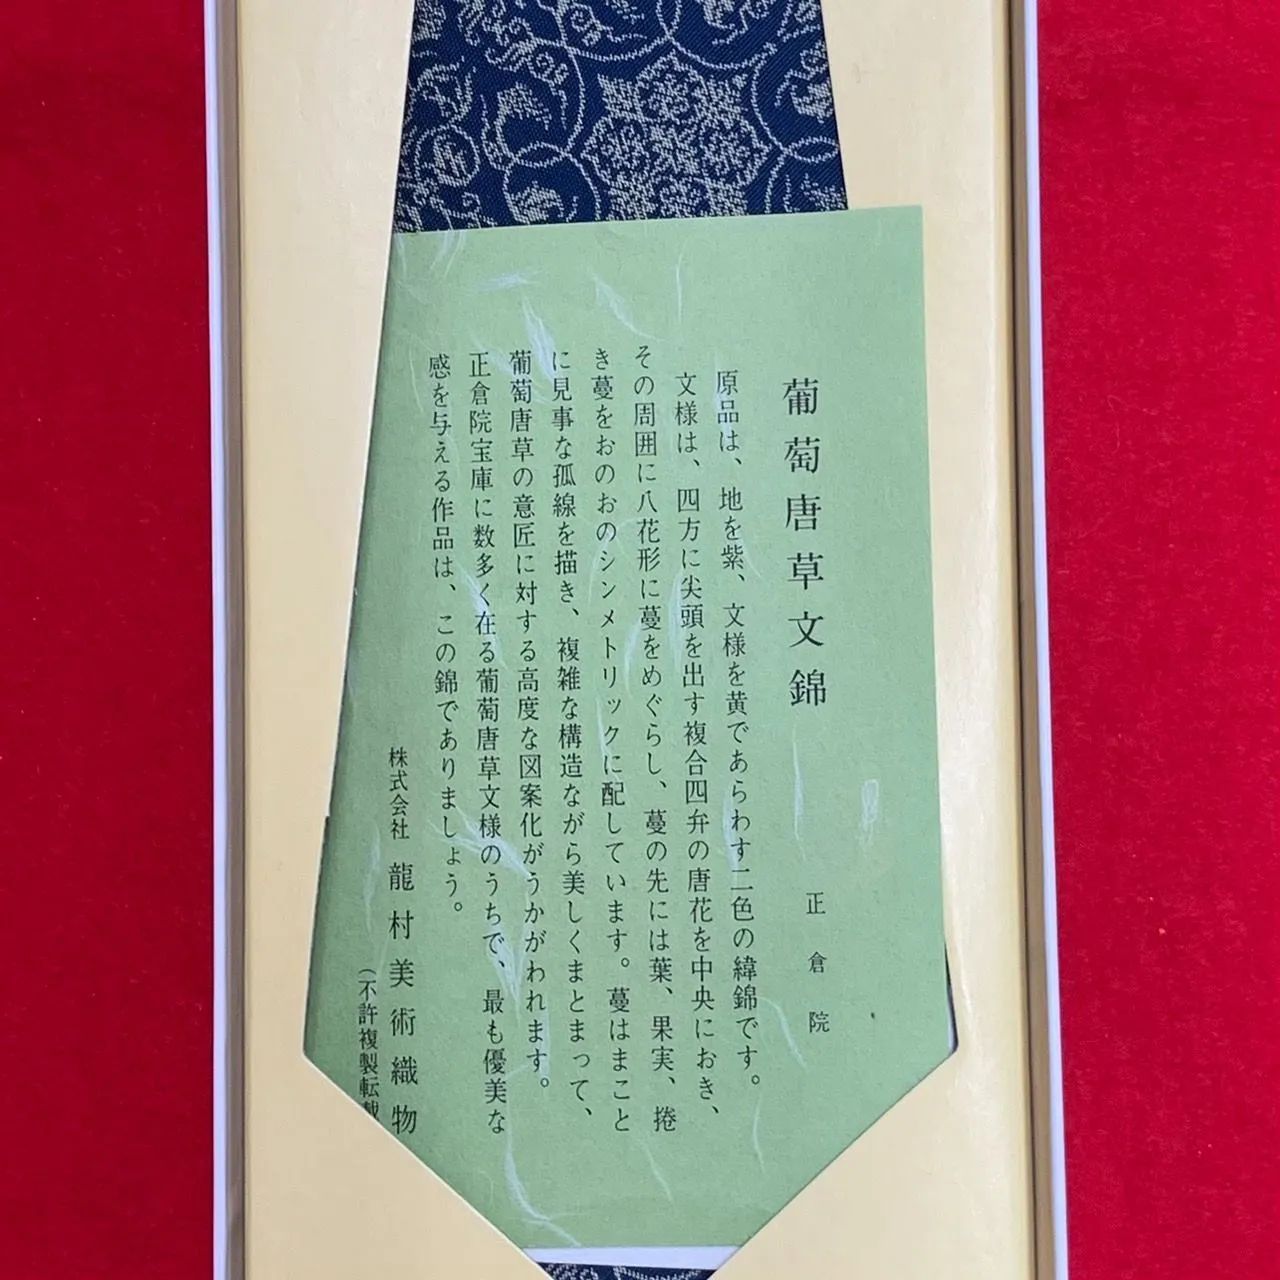 葡萄唐草文錦
正倉院
原品は、地を紫、文様を黄であらわす二色の緯錦です。
文様は、四方に尖頭を出す複合四弁の唐花を中央におき、
その周囲に八花形に蔓をめぐらし、蔓の先には葉、果実、捲
き蔓をおのおのシンメトリックに配しています。蔓はまこと
に見事な孤線を描き、複雑な構造ながら美しくまとまって、
葡萄唐草の意匠に対する高度な図案化がうかがわれます。
正倉院宝庫に数多く在る葡萄唐草文様のうちで、最も優美な
感を与える作品は、この錦でありましょう。
株式会社 龍村美術織物
(不許複製転載